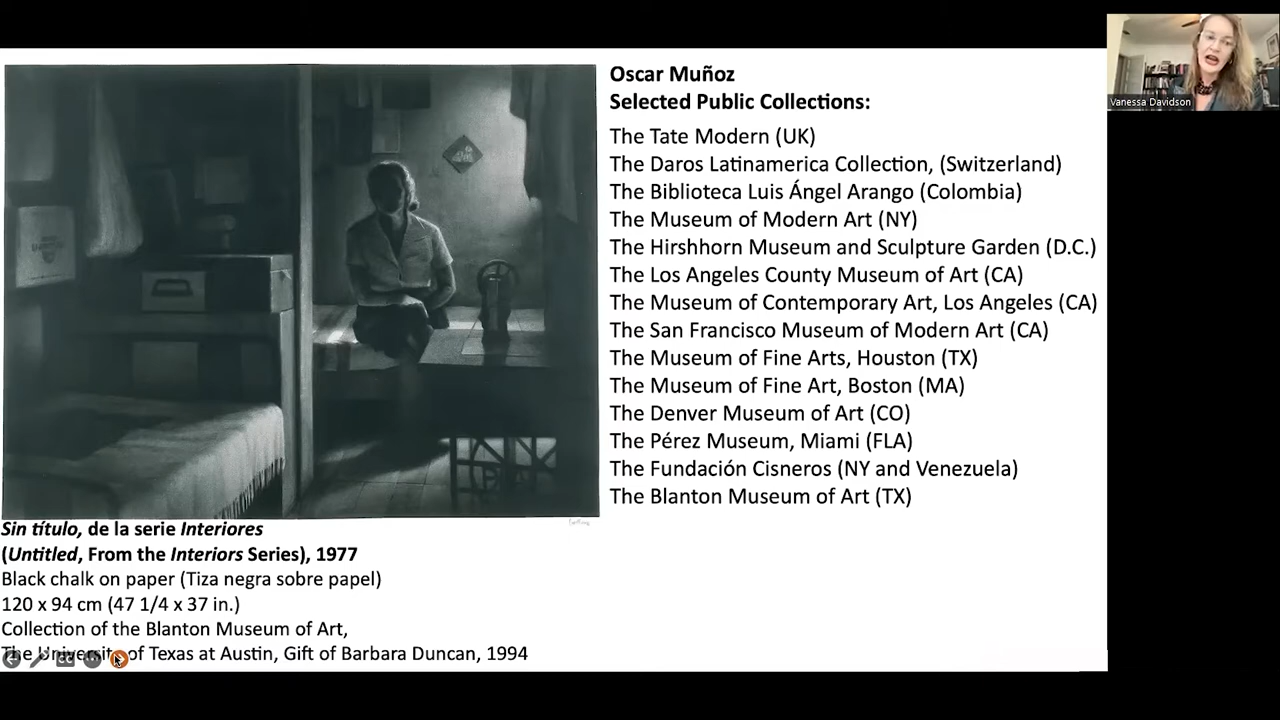 Oscar Muñoz
Selected Public Collections:
The Tate Modern (UK)
The Daros Latinamerica Collection, (Switzerland)
The Biblioteca Luis Ángel Arango (Colombia)
The Museum of Modern Art (NY)
The Hirshhorn Museum and Sculpture Garden (D.C.)
The Los Angeles County Museum of Art (CA)
The Museum of Contemporary Art, Los Angeles (CA)
The San Francisco Museum of Modern Art (CA)
The Museum of Fine Arts, Houston (TX)
The Museum of Fine Art, Boston (MA)
The Denver Museum of Art (CO)
The Pérez Museum, Miami (FLA)
The Fundación Cisneros (NY and Venezuela)
The Blanton Museum of Art (TX)
Sin título, de la serie Interiores
(Untitled, From the Interiors Series), 1977
Black chalk on paper (Tiza negra sobre papel)
120 x 94 cm (47 1/4 x 37 in.)
Collection of the Blanton Museum of Art,
The University of Texas at Austin, Gift of Barbara Duncan, 1994
Vanessa Davidson